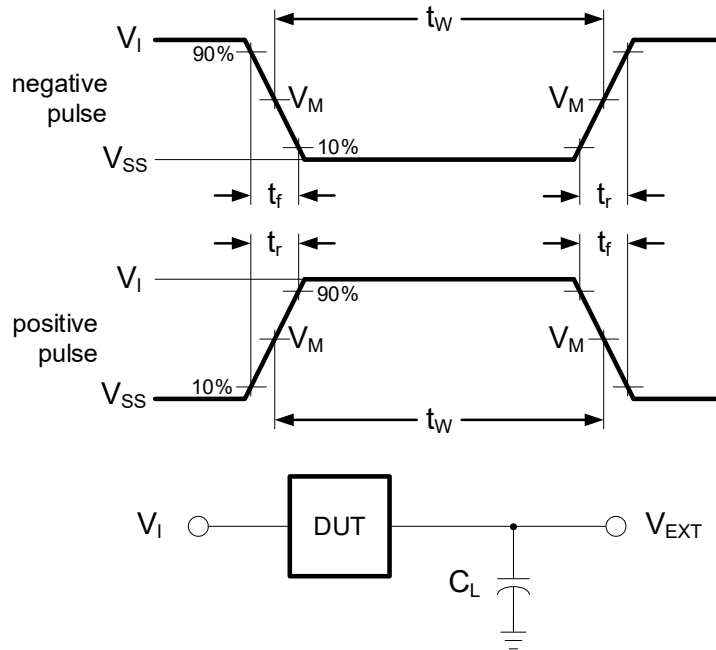 t_W
V_I
90%
negative
pulse
V_M
V_M
V_SS
10%
t_f
t_r
t_r
t_f
V_I
90%
positive
pulse
V_M
V_M
V_SS
10%
t_W
V_I
DUT
V_EXT
C_L